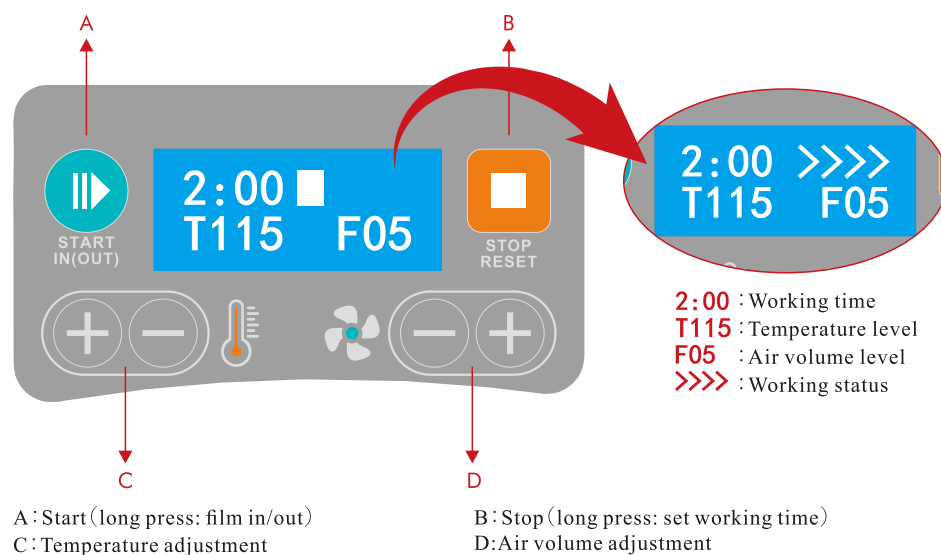 A
B
2:00
T115 F05
START
IN(OUT)
STOP
RESET
2:00 >>>>
T115 F05
2:00 : Working time
T115 : Temperature level
F05 : Air volume level
>>>> : Working status
C
D
A:Start(long press: film in/out)
B:Stop(long press: set working time)
C:Temperature adjustment
D:Air volume adjustment